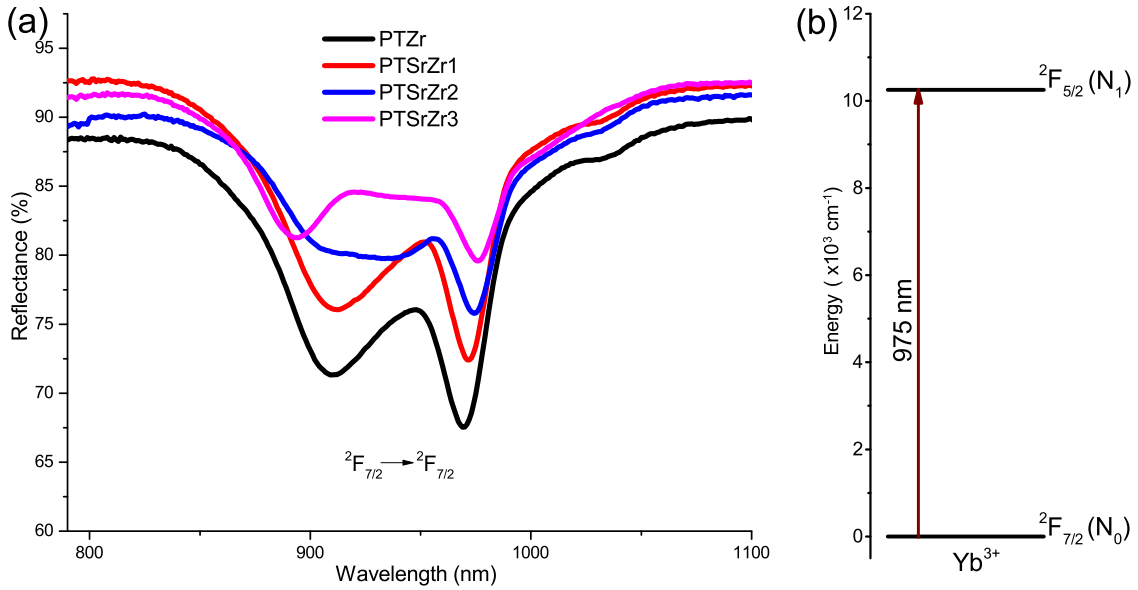 (a)
95
90
85
80
75
70
65
60
Reflectance (%)
PTZr
PTSrZr1
PTSrZr2
PTSrZr3
²F₇/₂ → ²F₇/₂
800
900
1000
1100
Wavelength (nm)
(b)
12
10
8
6
4
2
0
Energy ( x10³ cm⁻¹)
975 nm
²F₅/₂ (N₁)
²F₇/₂ (N₀)
Yb³⁺